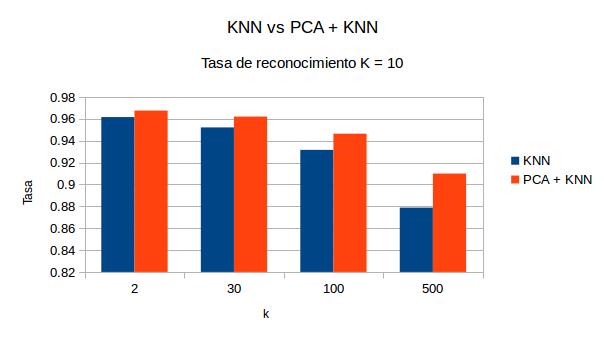 KNN vs PCA + KNN
Tasa de reconocimiento K = 10
0.98
0.96
0.94
0.92
0.9
0.88
0.86
0.84
0.82
Tasa
2 30 100 500
k
KNN
PCA + KNN